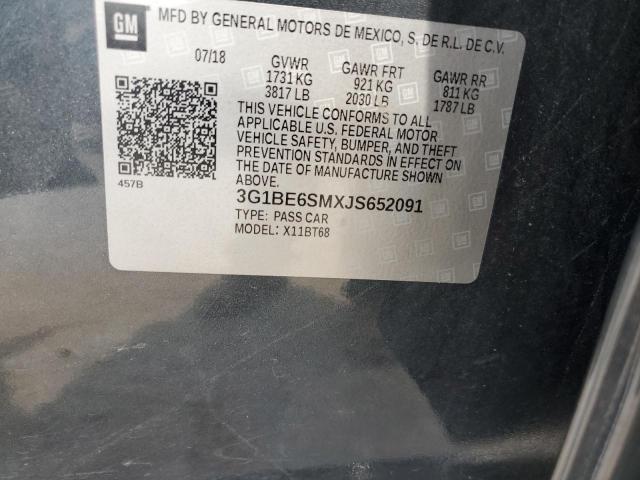 GM
MFD BY GENERAL MOTORS DE MEXICO, S. DE R.L. DE C.V.
07/18 GVWR GAWR FRT GAWR RR
1731 KG 921 KG 811 KG
3817 LB 2030 LB 1787 LB
THIS VEHICLE CONFORMS TO ALL
APPLICABLE U.S. FEDERAL MOTOR
VEHICLE SAFETY, BUMPER, AND THEFT
PREVENTION STANDARDS IN EFFECT ON
THE DATE OF MANUFACTURE SHOWN
ABOVE.
457B
3G1BE6SMXJS652091
TYPE: PASS CAR
MODEL: X11BT68